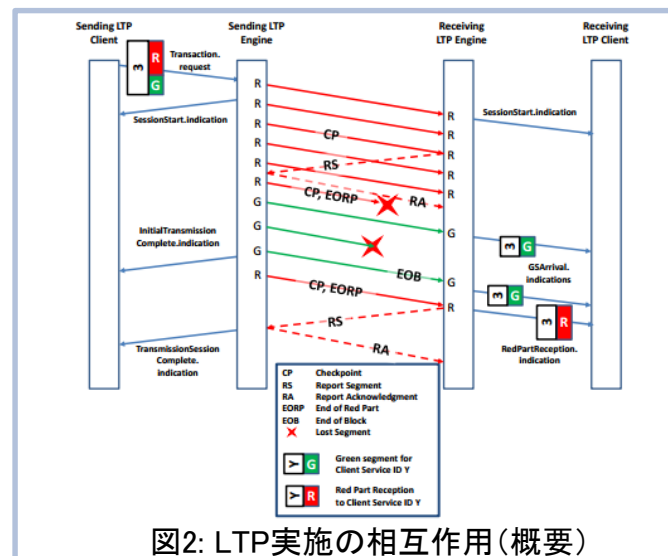 Sending LTP
Client
Sending LTP
Engine
Receiving
LTP Engine
Receiving
LTP Client
3
R
G
Transaction.
request
R
R
R
R
R
R
G
G
G
R
SessionStart.indication
CP
RS
CP, EORP
RA
R
R
R
R
R
G
G
R
SessionStart.indication
InitialTransmission
Complete.indication
EOB
CP, EORP
3 G
GSArrival.
indications
3 G
3 R
RedPartReception.
indication
RS
RA
TransmissionSession
Complete.
indication
CP Checkpoint
RS Report Segment
RA Report Acknowledgment
EORP End of Red Part
EOB End of Block
Lost Segment
Y G Green segment for
Client Service ID Y
Y R Red Part Reception
to Client Service ID Y
図2: LTP実施の相互作用(概要)